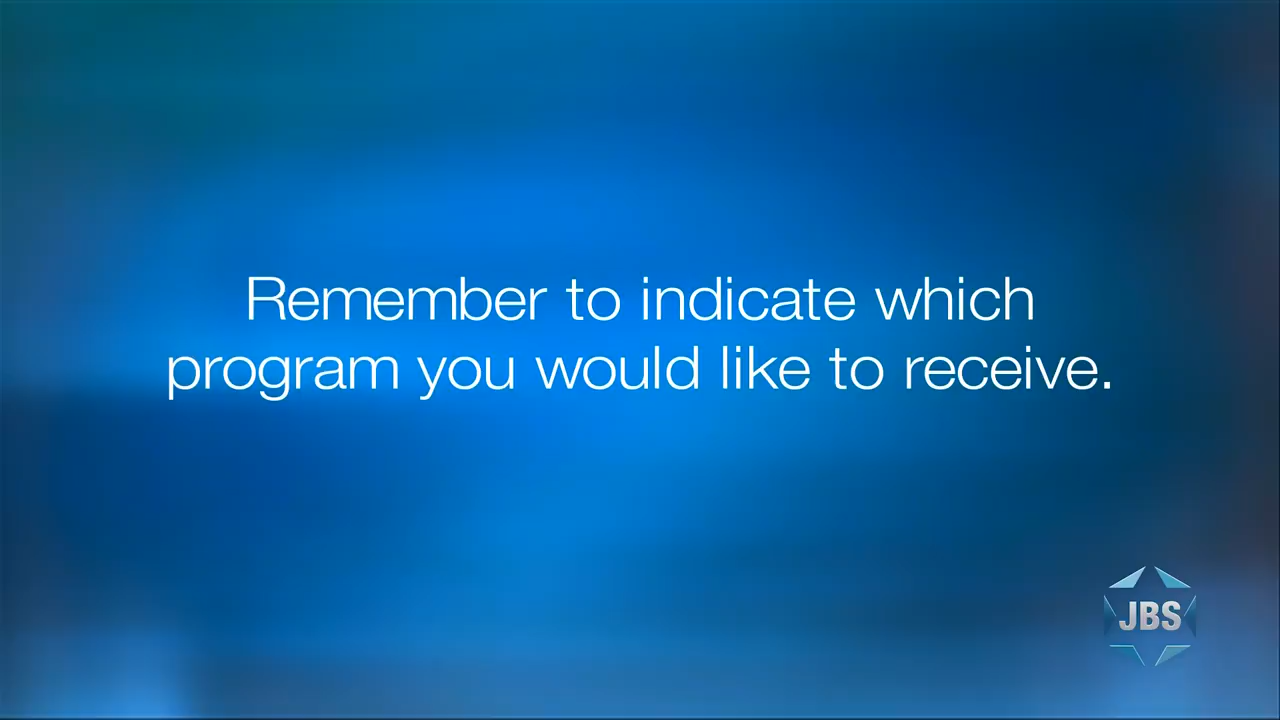 Remember to indicate which
program you would like to receive.
JBS